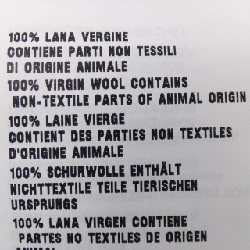 100% LANA VERGINE
CONTIENE PARTI NON TESSILI
DI ORIGINE ANIMALE
100% VIRGIN WOOL CONTAINS
NON-TEXTILE PARTS OF ANIMAL ORIGIN
100% LAINE VIERGE
CONTIENT DES PARTIES NON TEXTILES
D'ORIGINE ANIMALE
100% SCHURWOLLE ENTHÄLT
NICHTTEXTILE TEILE TIERISCHEN
URSPRUNGS
100% LANA VIRGEN CONTIENE
PARTES NO TEXTILES DE ORIGEN
ANIMAL